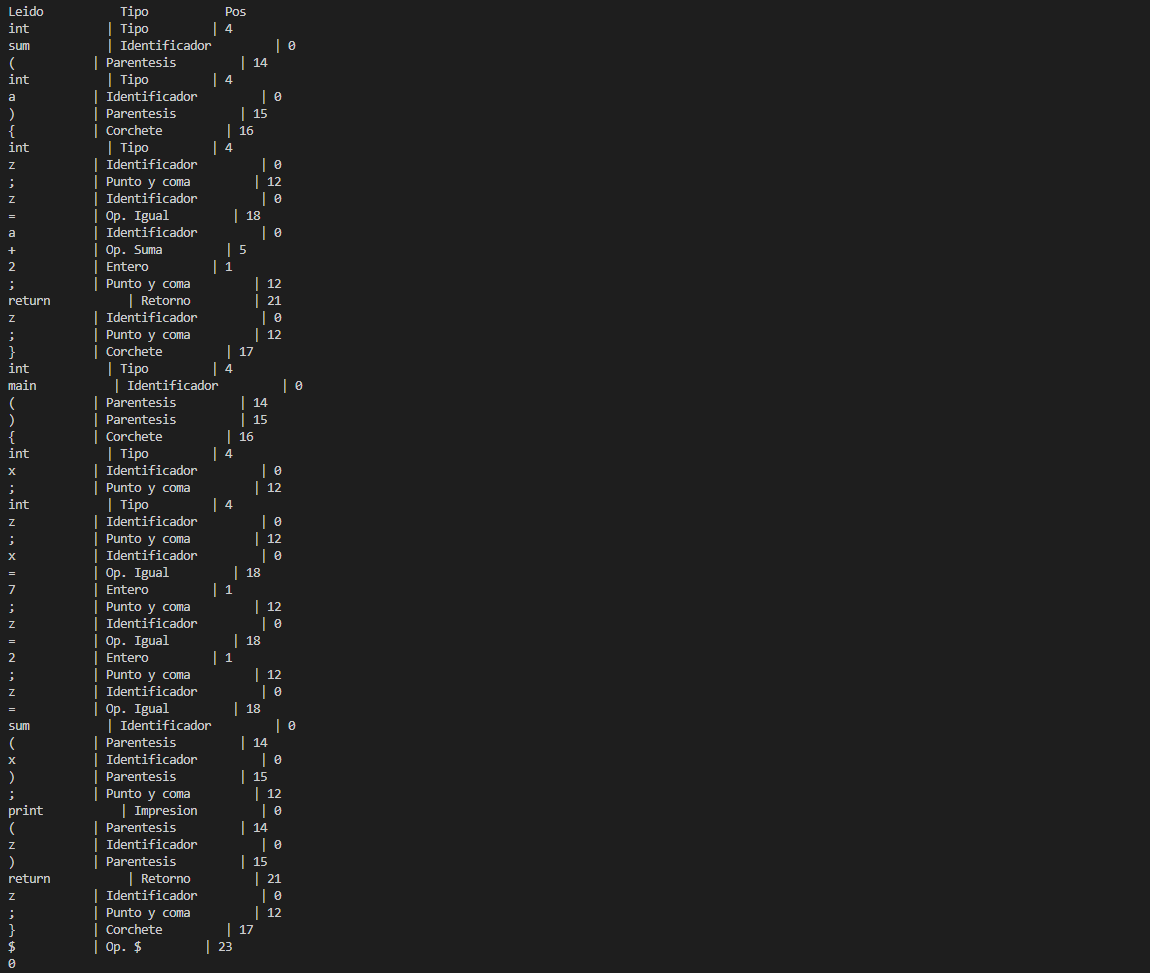 Leido Tipo Pos
int | Tipo | 4
sum | Identificador | 0
( | Parentesis | 14
int | Tipo | 4
a | Identificador | 0
) | Parentesis | 15
{ | Corchete | 16
int | Tipo | 4
z | Identificador | 0
; | Punto y coma | 12
z | Identificador | 0
= | Op. Igual | 18
a | Identificador | 0
+ | Op. Suma | 5
2 | Entero | 1
; | Punto y coma | 12
return | Retorno | 21
z | Identificador | 0
; | Punto y coma | 12
} | Corchete | 17
int | Tipo | 4
main | Identificador | 0
( | Parentesis | 14
) | Parentesis | 15
{ | Corchete | 16
int | Tipo | 4
x | Identificador | 0
; | Punto y coma | 12
int | Tipo | 4
z | Identificador | 0
; | Punto y coma | 12
x | Identificador | 0
= | Op. Igual | 18
7 | Entero | 1
; | Punto y coma | 12
z | Identificador | 0
= | Op. Igual | 18
2 | Entero | 1
; | Punto y coma | 12
z | Identificador | 0
= | Op. Igual | 18
sum | Identificador | 0
( | Parentesis | 14
x | Identificador | 0
) | Parentesis | 15
; | Punto y coma | 12
print | Impresion | 0
( | Parentesis | 14
z | Identificador | 0
) | Parentesis | 15
return | Retorno | 21
z | Identificador | 0
; | Punto y coma | 12
} | Corchete | 17
$ | Op. $ | 23
0